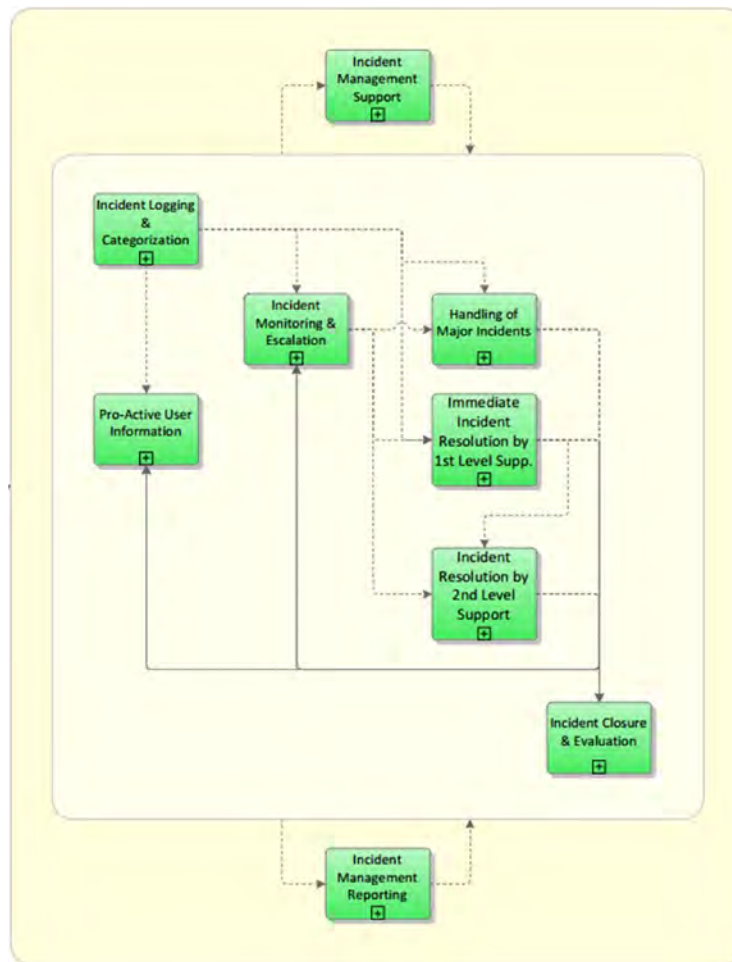 Incident
Management
Support
Incident Logging
&
Categorization
Incident
Monitoring &
Escalation
Handling of
Major Incidents
Pro-Active User
Information
Immediate
Incident
Resolution by
1st Level Supp.
Incident
Resolution by
2nd Level
Support
Incident Closure
& Evaluation
Incident
Management
Reporting